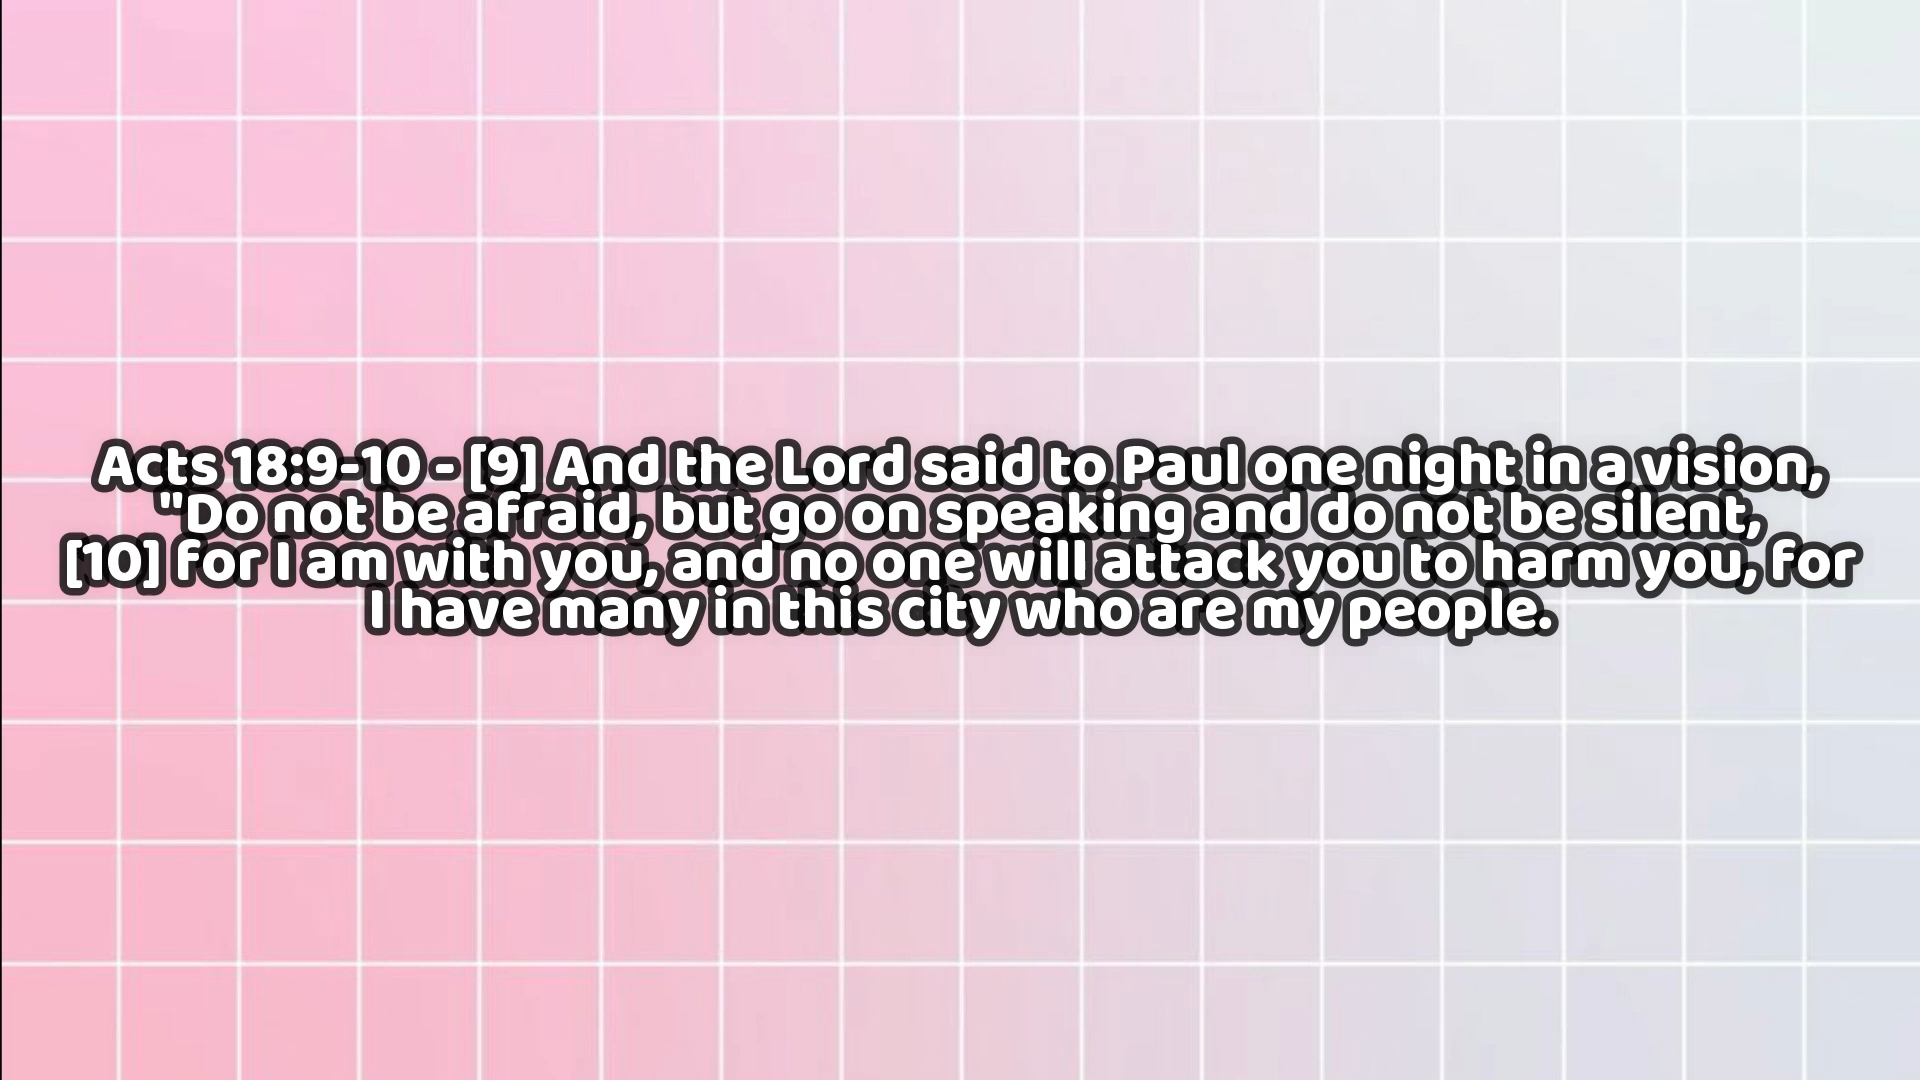 Acts 18:9-10 - [9] And the Lord said to Paul one night in a vision,
"Do not be afraid, but go on speaking and do not be silent,
[10] for I am with you, and no one will attack you to harm you, for
I have many in this city who are my people.